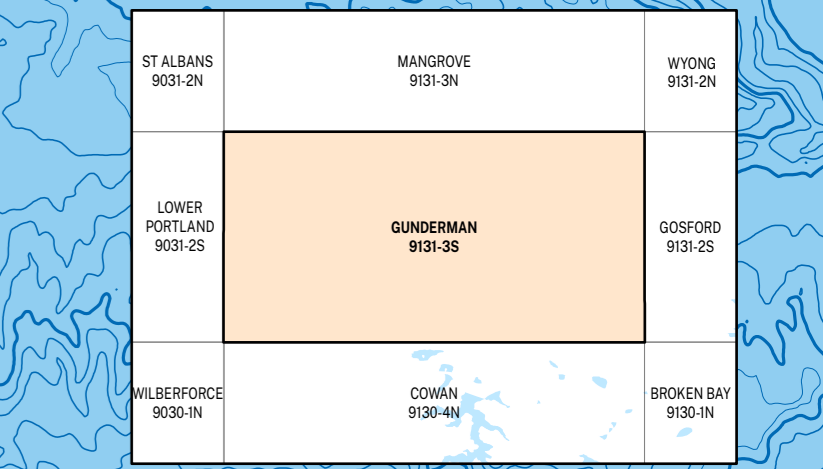 ST ALBANS
9031-2N
MANGROVE
9131-3N
WYONG
9131-2N
LOWER
PORTLAND
9031-2S
GUNDERMAN
9131-3S
GOSFORD
9131-2S
WILBERFORCE
9030-1N
COWAN
9130-4N
BROKEN BAY
9130-1N